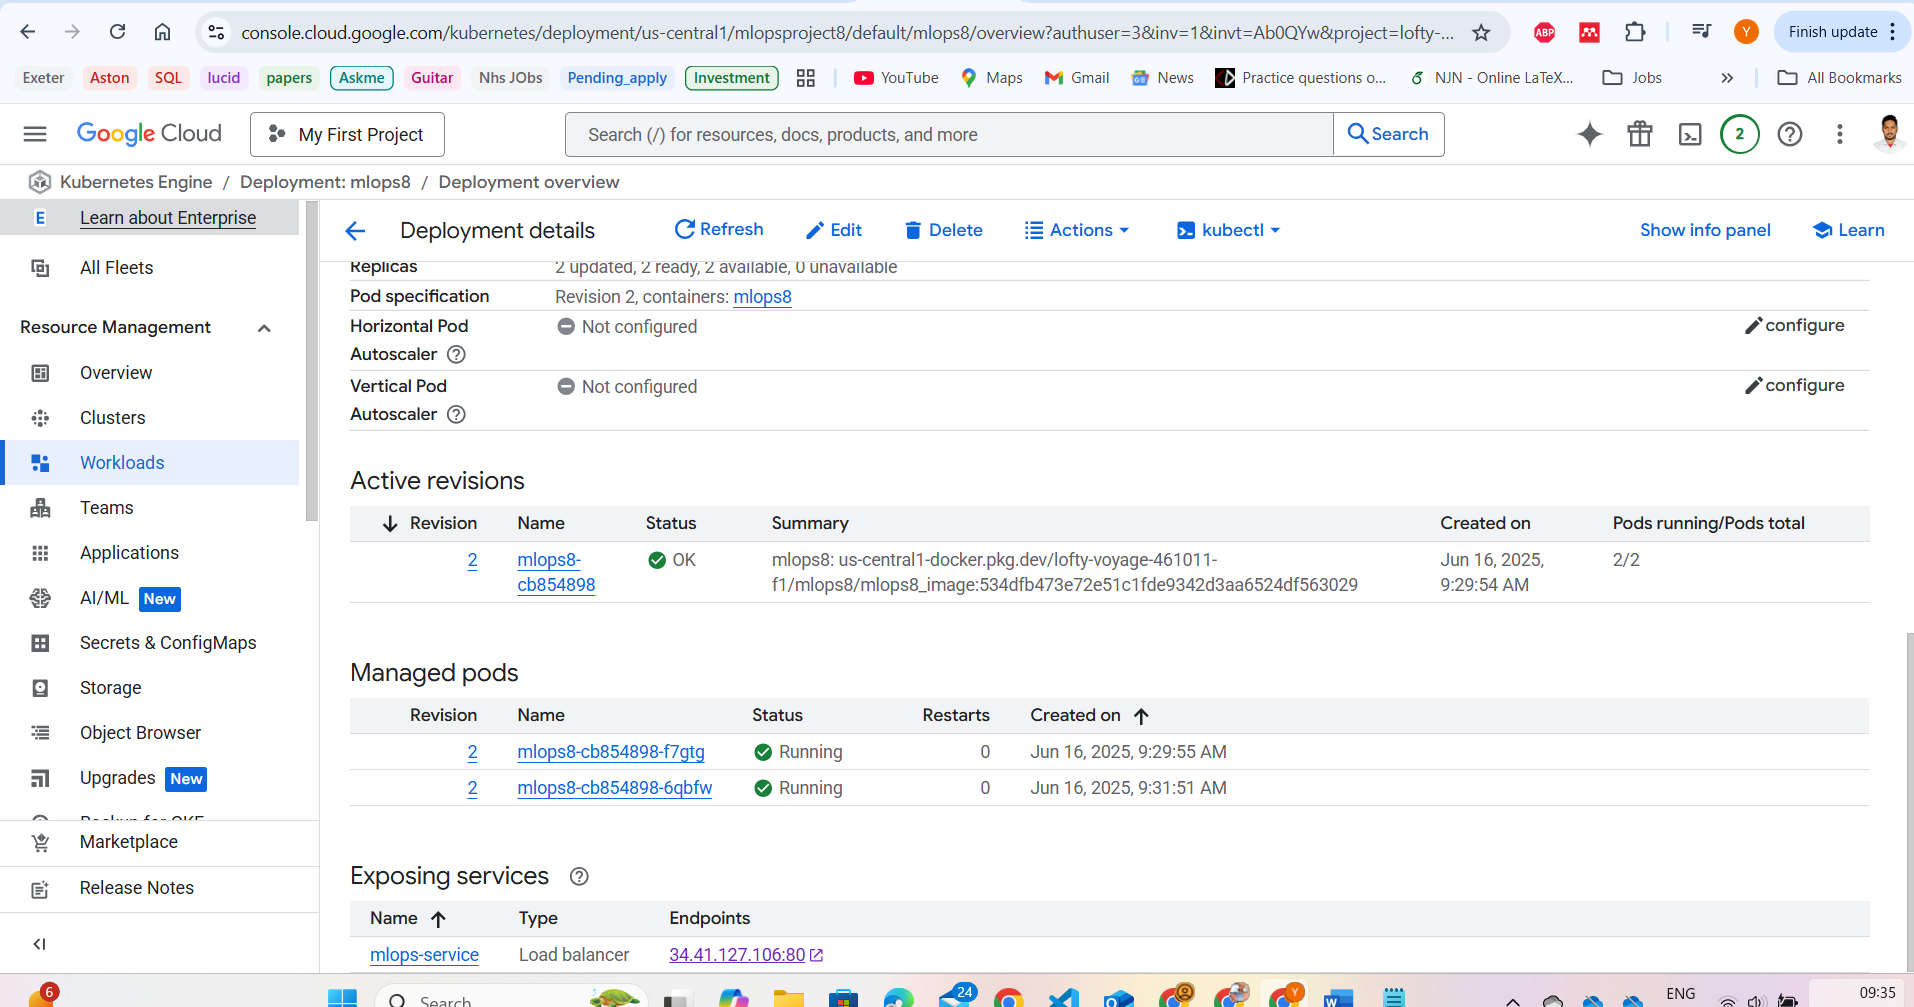 console.cloud.google.com/kubernetes/deployment/us-central1/mlopsproject8/default/mlops8/overview?authuser=3&inv=1&invt=Ab0QYw&project=lofty-...
ABP
Y
Finish update
Exeter
Aston
SQL
lucid
papers
Askme
Guitar
Nhs JObs
Pending_apply
Investment
YouTube
Maps
Gmail
News
Practice questions o...
NJN - Online LaTeX...
Jobs
All Bookmarks
Google Cloud
My First Project
Search (/) for resources, docs, products, and more
Search
2
Kubernetes Engine / Deployment: mlops8 / Deployment overview
E Learn about Enterprise
All Fleets
Resource Management
Overview
Clusters
Workloads
Teams
Applications
AI/ML New
Secrets & ConfigMaps
Storage
Object Browser
Upgrades New
Backup for GKE
Marketplace
Release Notes
Deployment details
Refresh
Edit
Delete
Actions
kubectl
Show info panel
Learn
Replicas 2 updated, 2 ready, 2 available, 0 unavailable
Pod specification Revision 2, containers: mlops8
Horizontal Pod Not configured configure
Autoscaler
Vertical Pod Not configured configure
Autoscaler
Active revisions
Revision Name Status Summary Created on Pods running/Pods total
2 mlops8- OK mlops8: us-central1-docker.pkg.dev/lofty-voyage-461011- Jun 16, 2025, 2/2
cb854898 f1/mlops8/mlops8_image:534dfb473e72e51c1fde9342d3aa6524df563029 9:29:54 AM
Managed pods
Revision Name Status Restarts Created on
2 mlops8-cb854898-f7gtg Running 0 Jun 16, 2025, 9:29:55 AM
2 mlops8-cb854898-6qbfw Running 0 Jun 16, 2025, 9:31:51 AM
Exposing services
Name Type Endpoints
mlops-service Load balancer 34.41.127.106:80
6
Search
24
Y
ENG
09:35